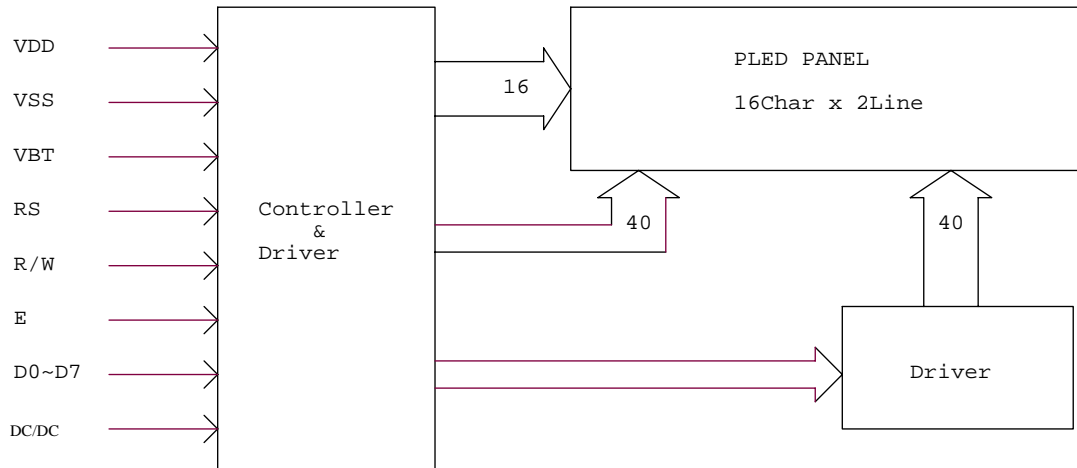 VDD
VSS
VBT
RS
R/W
E
D0~D7
DC/DC
Controller
&
Driver
16
40
PLED PANEL
16Char x 2Line
40
Driver